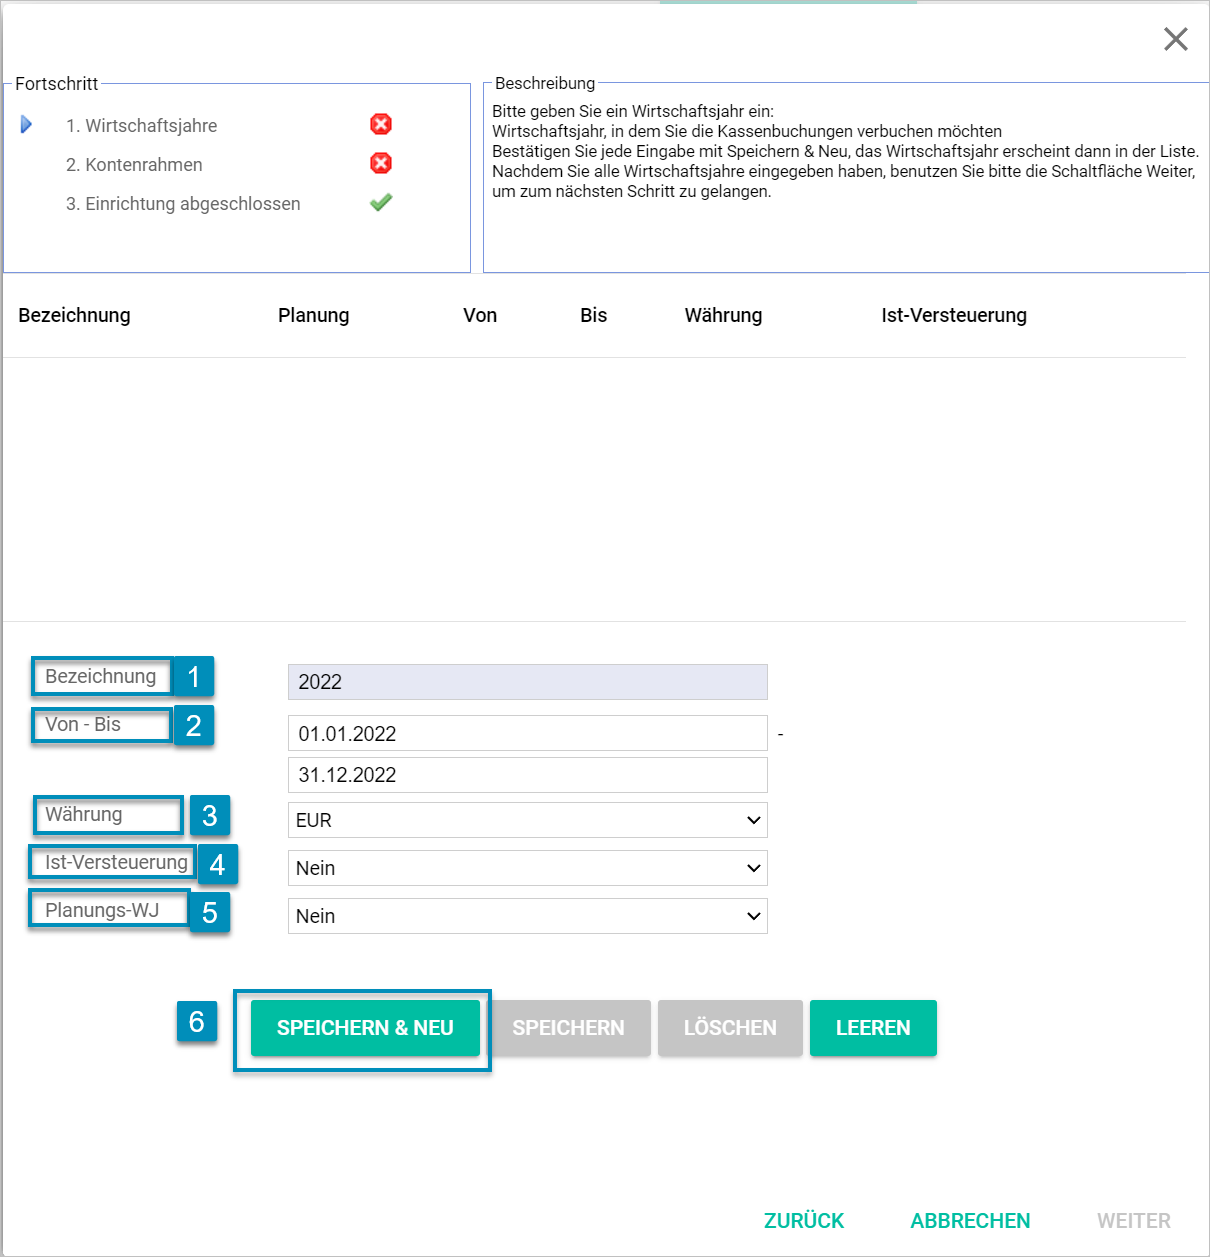 Fortschritt
1. Wirtschaftsjahre
2. Kontenrahmen
3. Einrichtung abgeschlossen
Beschreibung
Bitte geben Sie ein Wirtschaftsjahr ein:
Wirtschaftsjahr, in dem Sie die Kassenbuchungen verbuchen möchten
Bestätigen Sie jede Eingabe mit Speichern & Neu, das Wirtschaftsjahr erscheint dann in der Liste.
Nachdem Sie alle Wirtschaftsjahre eingegeben haben, benutzen Sie bitte die Schaltfläche Weiter,
um zum nächsten Schritt zu gelangen.
Bezeichnung Planung Von Bis Währung Ist-Versteuerung
Bezeichnung 1 2022
Von - Bis 2 01.01.2022 -
31.12.2022
Währung 3 EUR
Ist-Versteuerung 4 Nein
Planungs-WJ 5 Nein
6 SPEICHERN & NEU SPEICHERN LÖSCHEN LEEREN
ZURÜCK ABBRECHEN WEITER